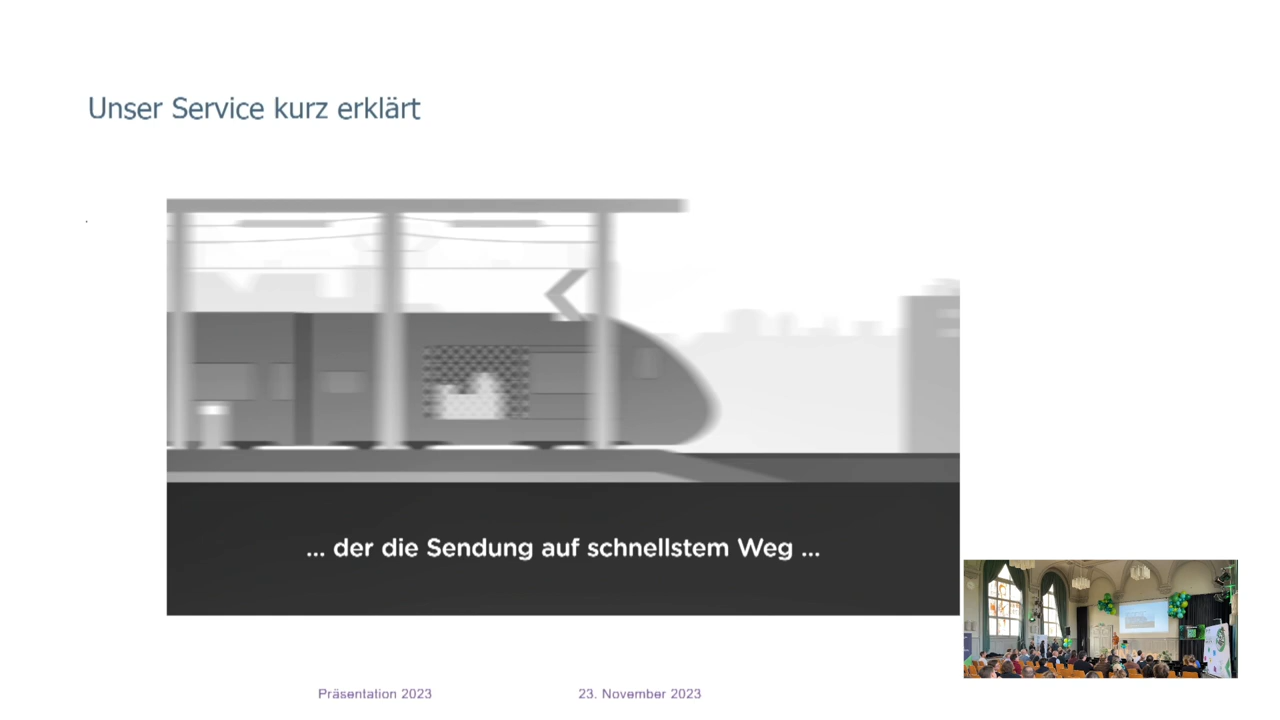 Unser Service kurz erklärt
... der die Sendung auf schnellstem Weg ...
Präsentation 2023
23. November 2023